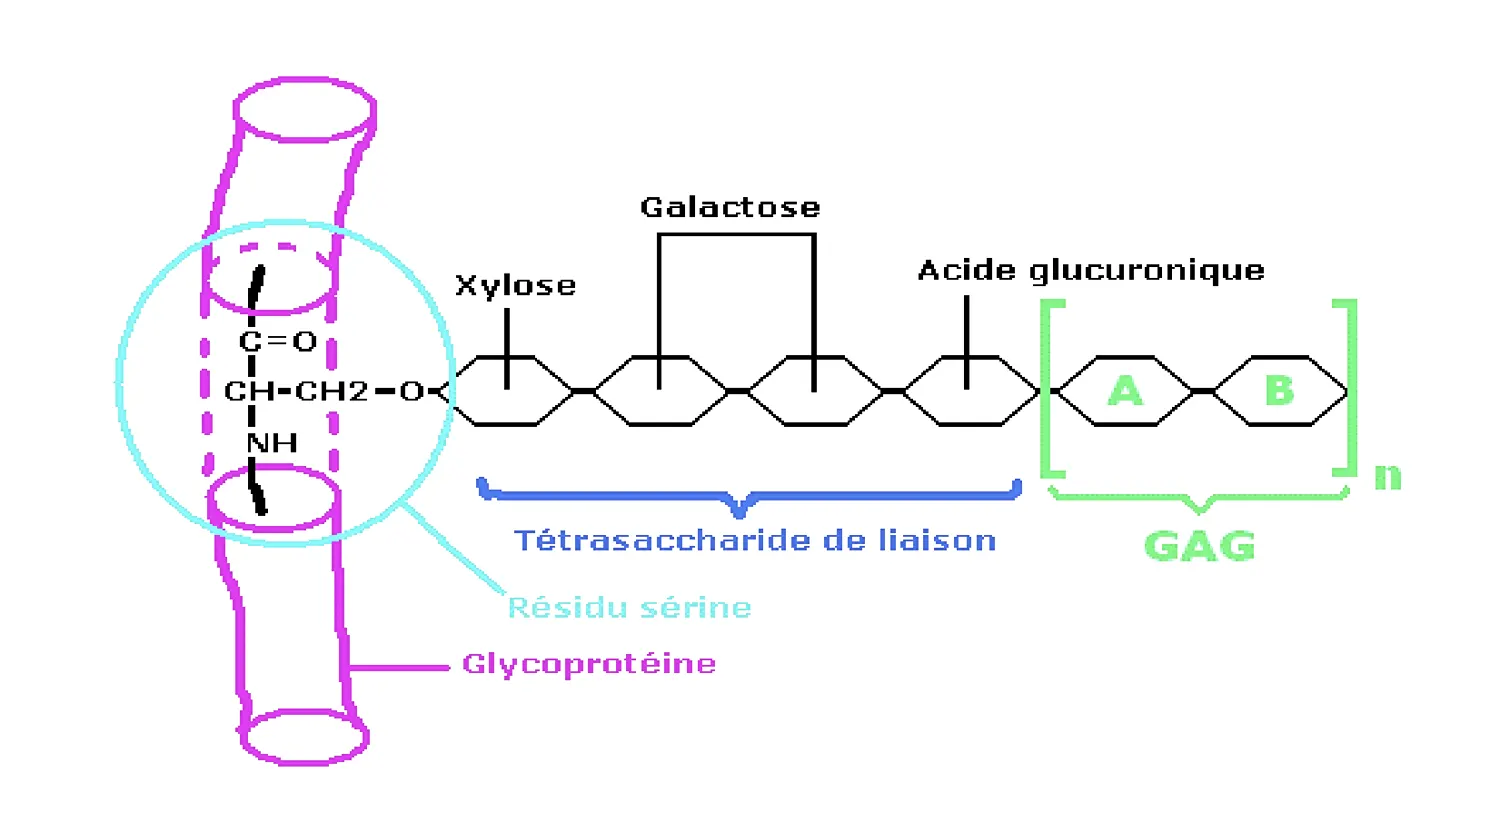 Galactose
Acide glucuronique
Xylose
C=O
CH-CH2-O
A
B
NH
n
Tétrasaccharide de liaison
GAG
Résidu sérine
Glycoprotéine